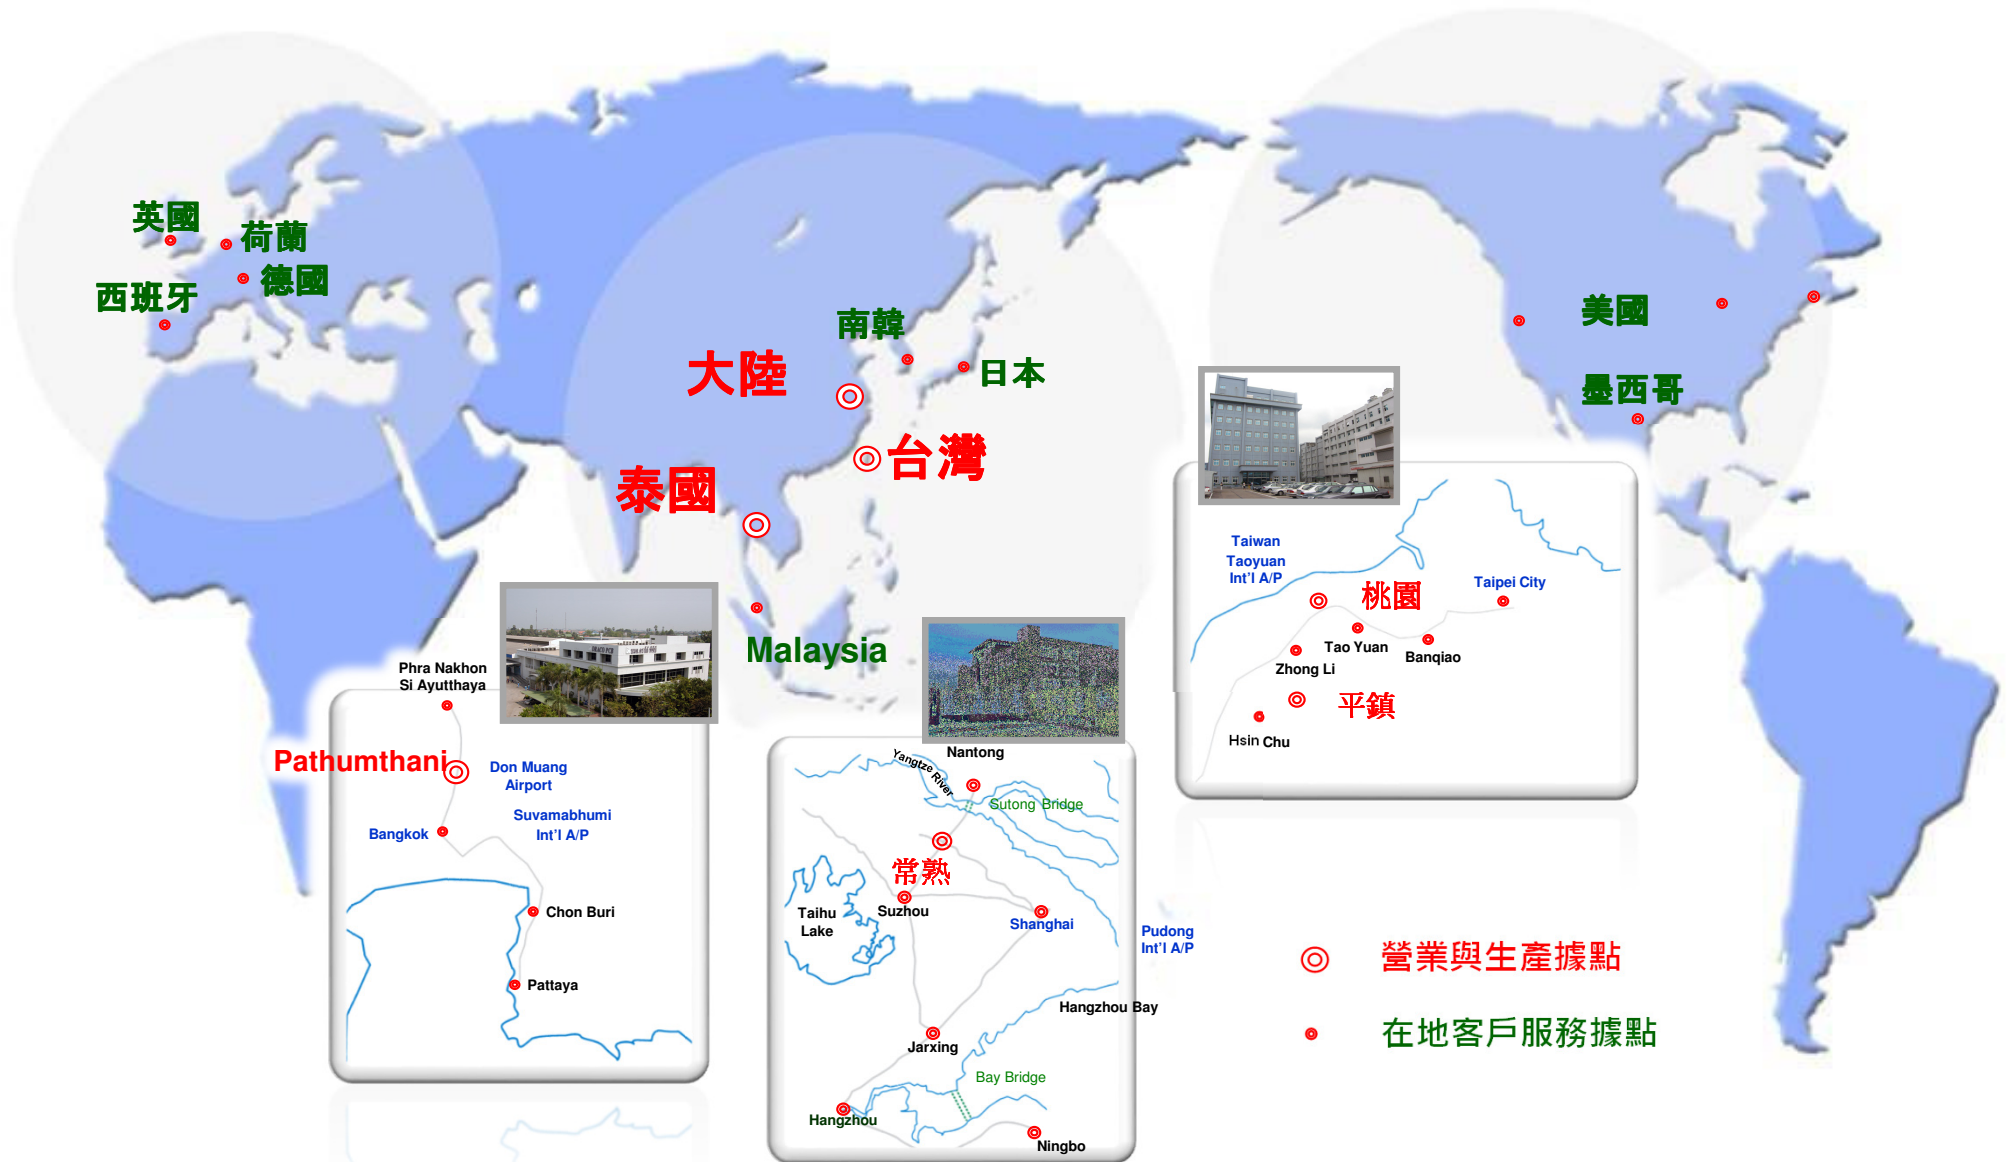 英國
荷蘭
德國
西班牙
南韓
日本
大陸
台灣
泰國
Malaysia
美國
墨西哥
Phra Nakhon
Si Ayutthaya
Pathumthani
Don Muang
Airport
Suvamabhumi
Int'l A/P
Bangkok
Chon Buri
Pattaya
Nantong
Yangtze River
Sutong Bridge
常熟
Suzhou
Taihu
Lake
Shanghai
Pudong
Int'l A/P
Hangzhou Bay
Jarxing
Bay Bridge
Hangzhou
Ningbo
Taiwan
Taoyuan
Int'l A/P
桃園
Taipei City
Tao Yuan
Banqiao
Zhong Li
平鎮
Hsin Chu
營業與生產據點
在地客戶服務據點